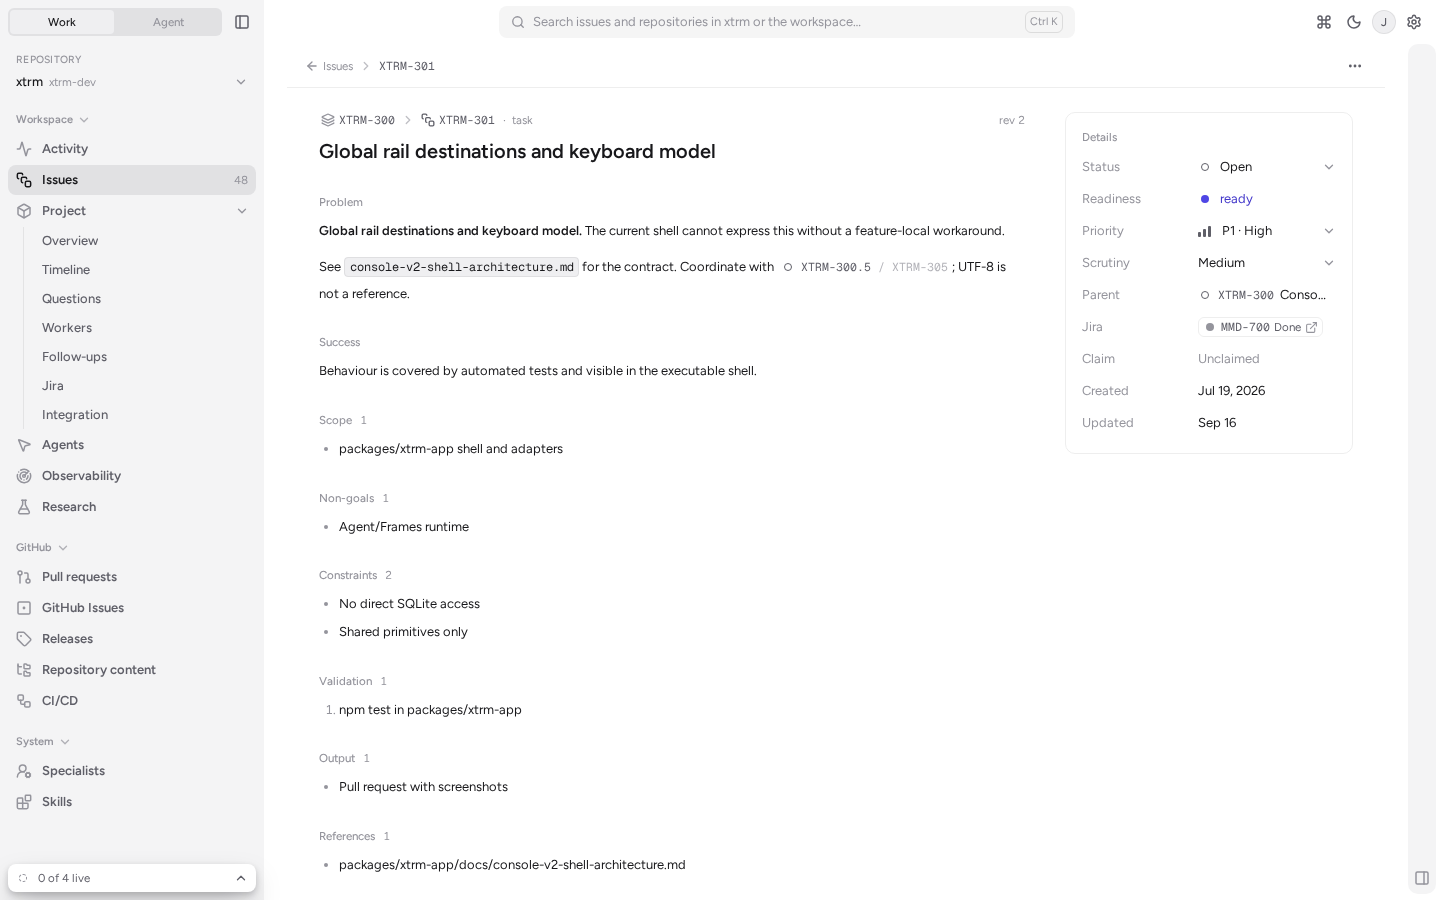 Work
Agent
Search issues and repositories in xtrm or the workspace...
Ctrl K
J
REPOSITORY
xtrm xtrm-dev
Workspace
Activity
Issues 48
Project
Overview
Timeline
Questions
Workers
Follow-ups
Jira
Integration
Agents
Observability
Research
GitHub
Pull requests
GitHub Issues
Releases
Repository content
CI/CD
System
Specialists
Skills
0 of 4 live
Issues
XTRM-301
XTRM-300 XTRM-301 · task
rev 2
Global rail destinations and keyboard model
Problem
Global rail destinations and keyboard model. The current shell cannot express this without a feature-local workaround.
See console-v2-shell-architecture.md for the contract. Coordinate with XTRM-300.5 / XTRM-305 ; UTF-8 is
not a reference.
Success
Behaviour is covered by automated tests and visible in the executable shell.
Scope 1
• packages/xtrm-app shell and adapters
Non-goals 1
• Agent/Frames runtime
Constraints 2
• No direct SQLite access
• Shared primitives only
Validation 1
1. npm test in packages/xtrm-app
Output 1
• Pull request with screenshots
References 1
• packages/xtrm-app/docs/console-v2-shell-architecture.md
Details
Status Open
Readiness ready
Priority P1 · High
Scrutiny Medium
Parent XTRM-300 Conso...
Jira MMD-700 Done
Claim Unclaimed
Created Jul 19, 2026
Updated Sep 16